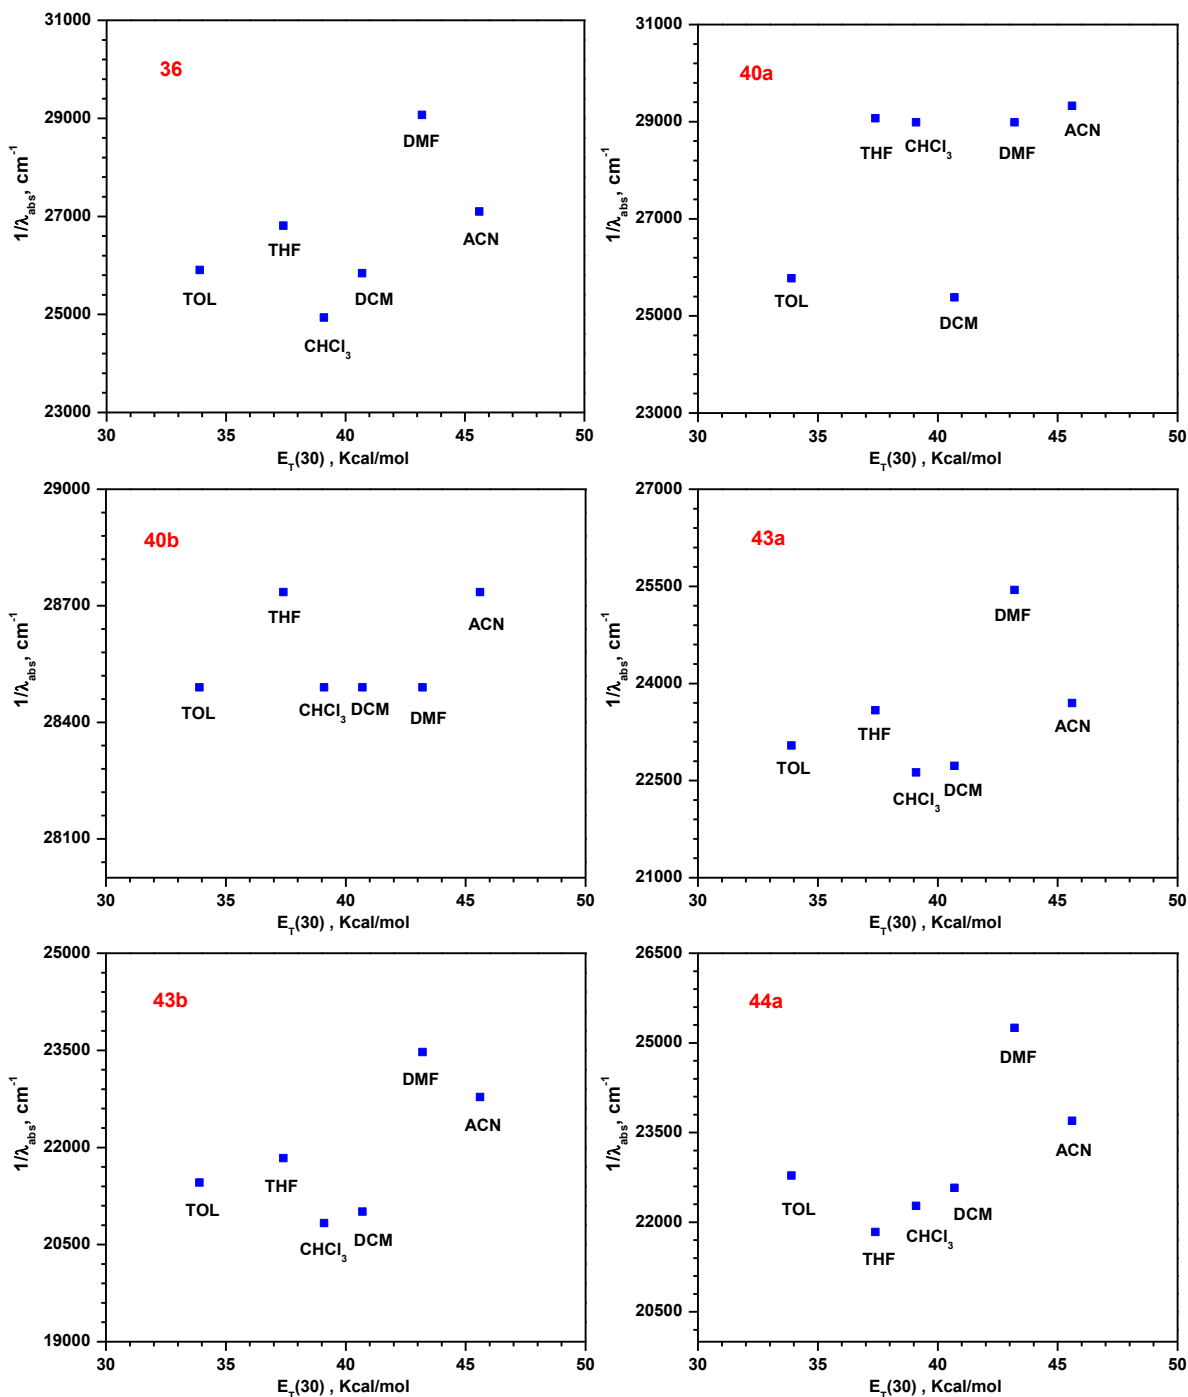 36
31000
29000
27000
25000
23000
1/λabs, cm-1
TOL
THF
CHCl3
DCM
DMF
ACN
30 35 40 45 50
ET(30) , Kcal/mol
40a
31000
29000
27000
25000
23000
1/λabs, cm-1
TOL
THF
CHCl3
DCM
DMF
ACN
30 35 40 45 50
ET(30) , Kcal/mol
40b
29000
28700
28400
28100
1/λabs, cm-1
TOL
THF
CHCl3
DCM
DMF
ACN
30 35 40 45 50
ET(30) , Kcal/mol
43a
27000
25500
24000
22500
21000
1/λabs, cm-1
TOL
THF
CHCl3
DCM
DMF
ACN
30 35 40 45 50
ET(30) , Kcal/mol
43b
25000
23500
22000
20500
19000
1/λabs, cm-1
TOL
THF
CHCl3
DCM
DMF
ACN
30 35 40 45 50
ET(30) , Kcal/mol
44a
26500
25000
23500
22000
20500
1/λabs, cm-1
TOL
THF
CHCl3
DCM
DMF
ACN
30 35 40 45 50
ET(30) , Kcal/mol